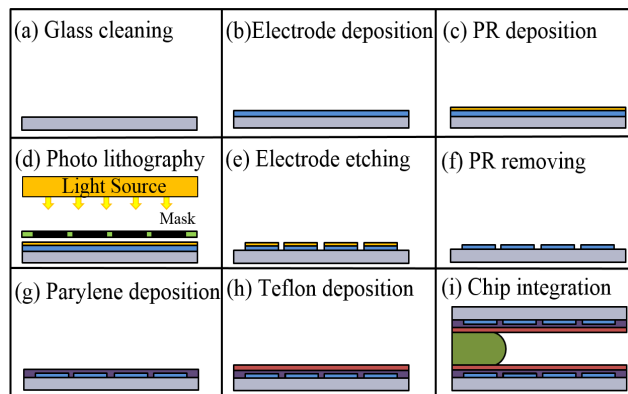 (a) Glass cleaning
(b)Electrode deposition
(c) PR deposition
(d) Photo lithography
Light Source
Mask
(e) Electrode etching
(f) PR removing
(g) Parylene deposition
(h) Teflon deposition
(i) Chip integration